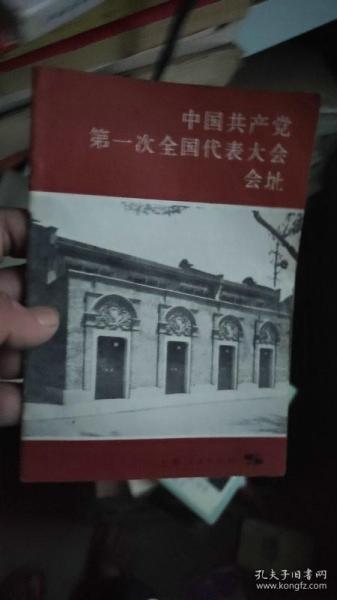 中国共产党
第一次全国代表大会
会址
孔夫子旧书网
www.kongfz.com